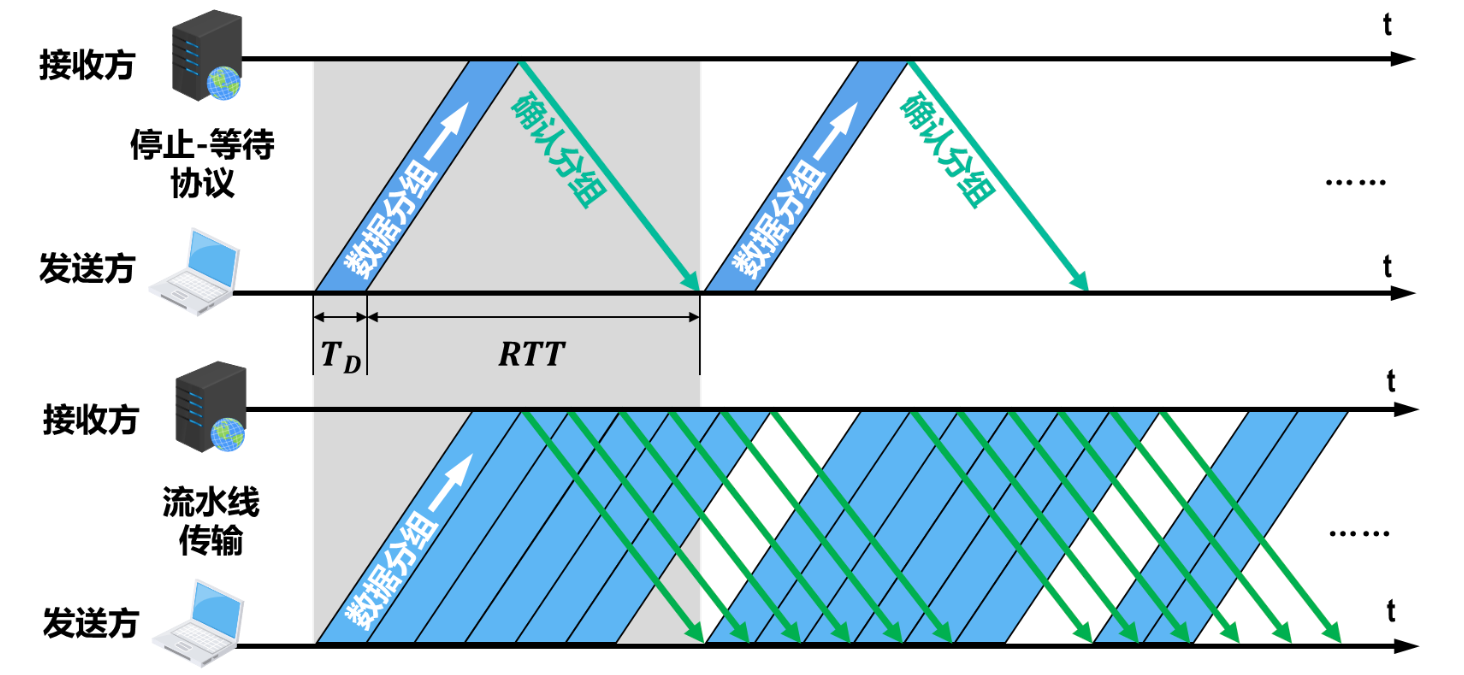 t
接收方
确认分组
确认分组
停止-等待
协议
数据分组
数据分组
……
发送方
t
T_D
RTT
t
接收方
流水线
传输
数据分组
……
发送方
t